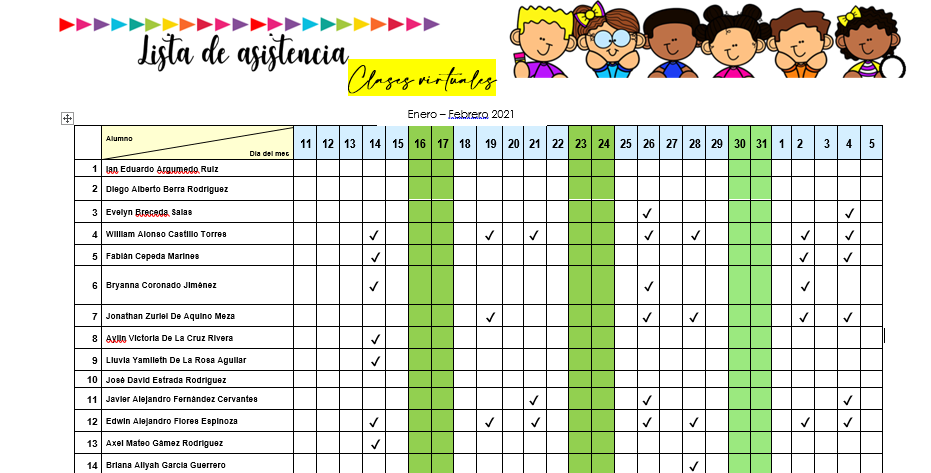 Lista de asistencia
Clases virtuales
Enero – Febrero 2021
Alumno
Dia del mes
11 12 13 14 15 16 17 18 19 20 21 22 23 24 25 26 27 28 29 30 31 1 2 3 4 5
1 Ian Eduardo Argumedo Ruiz
2 Diego Alberto Berra Rodriguez
3 Evelyn Breceda Salas ✓ ✓
4 William Alonso Castillo Torres ✓ ✓ ✓ ✓ ✓ ✓ ✓
5 Fabián Cepeda Marines ✓ ✓ ✓
6 Bryanna Coronado Jiménez ✓ ✓ ✓
7 Jonathan Zuriel De Aquino Meza ✓ ✓ ✓ ✓ ✓
8 Aylin Victoria De La Cruz Rivera ✓
9 Lluvia Yamileth De La Rosa Aguilar ✓
10 José David Estrada Rodríguez
11 Javier Alejandro Fernández Cervantes ✓ ✓ ✓
12 Edwin Alejandro Flores Espinoza ✓ ✓ ✓ ✓ ✓ ✓ ✓
13 Axel Mateo Gámez Rodriguez ✓
14 Briana Aliyah Garcia Guerrero ✓